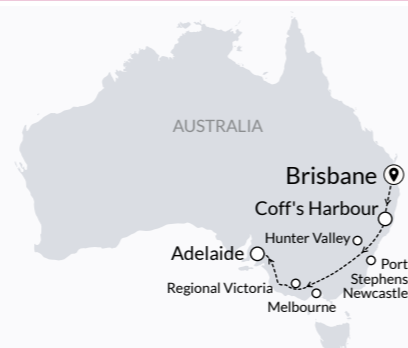 AUSTRALIA
Brisbane
Coff's Harbour
Hunter Valley
Adelaide
Port
Stephens
Newcastle
Regional Victoria
Melbourne